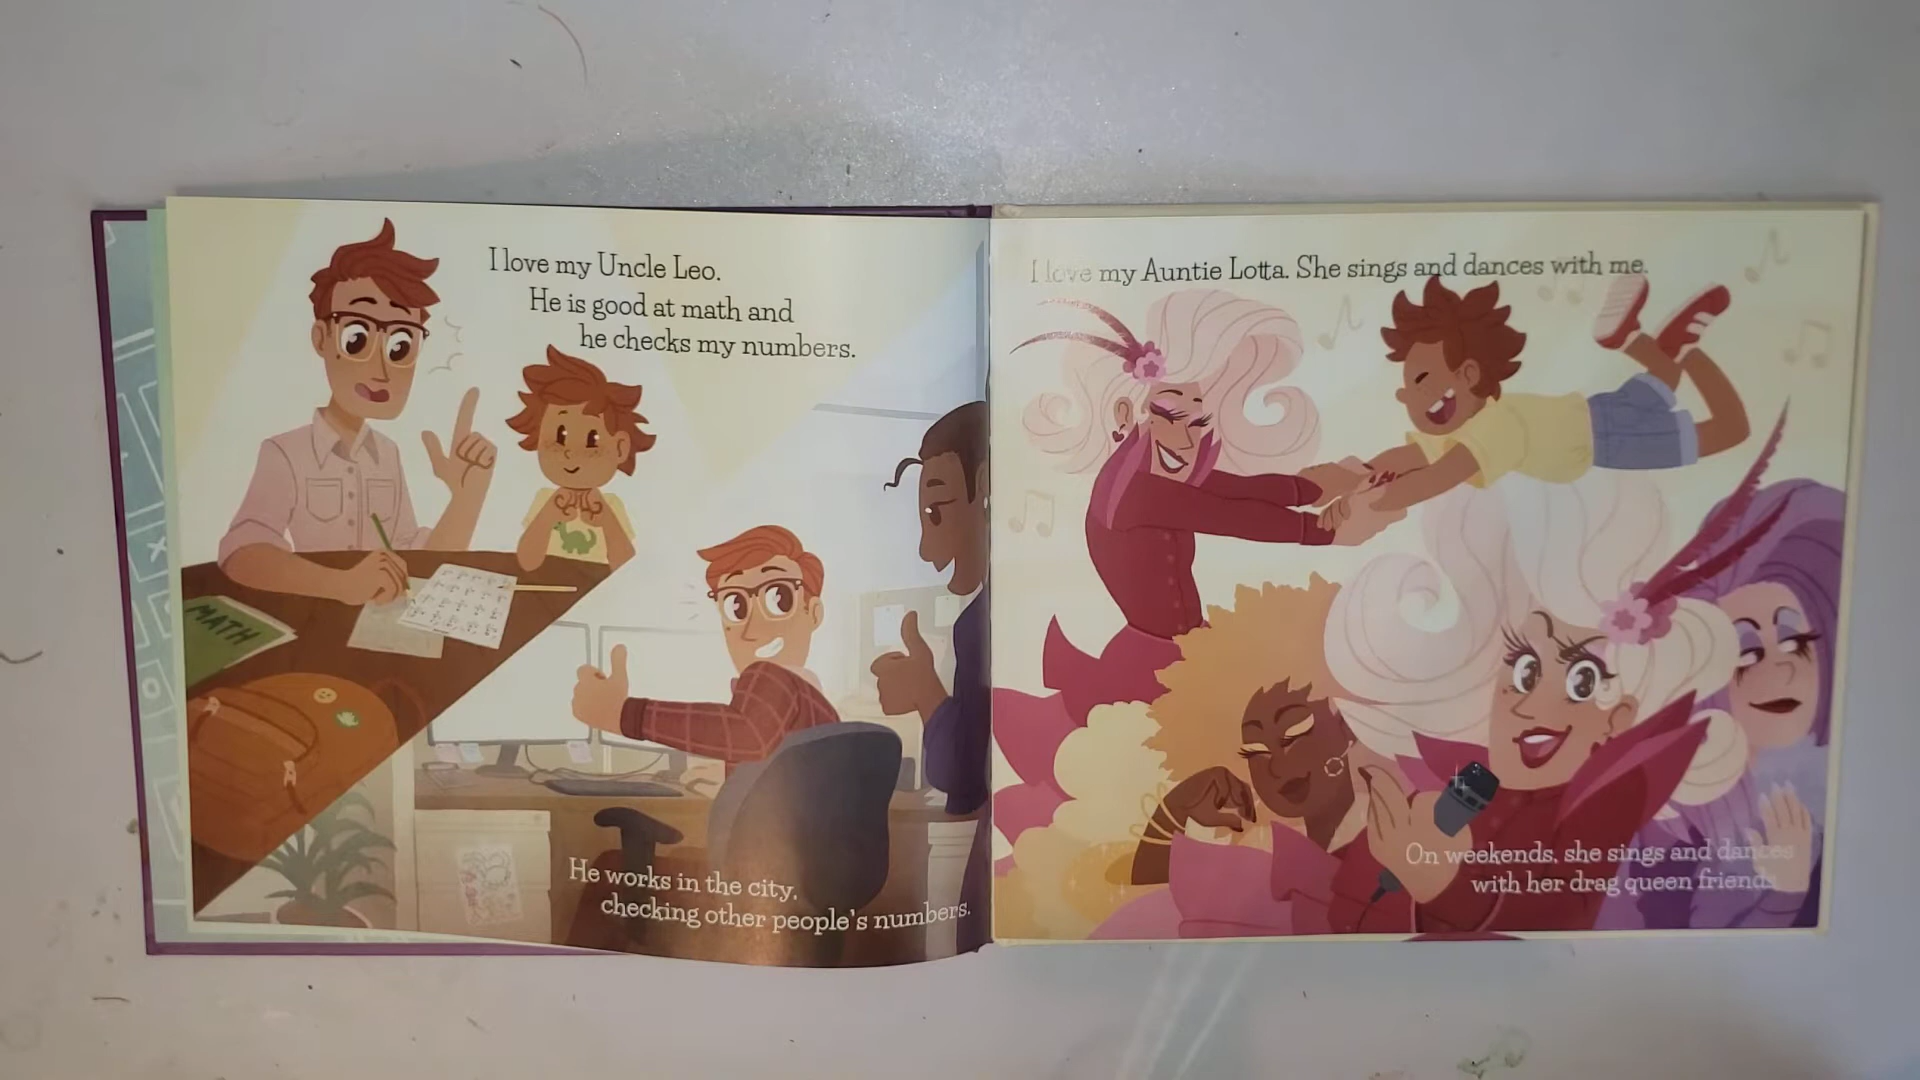 I love my Uncle Leo.
He is good at math and
he checks my numbers.
MATH
He works in the city,
checking other people's numbers.
I love my Auntie Lotta. She sings and dances with me.
On weekends, she sings and dances
with her drag queen friends.